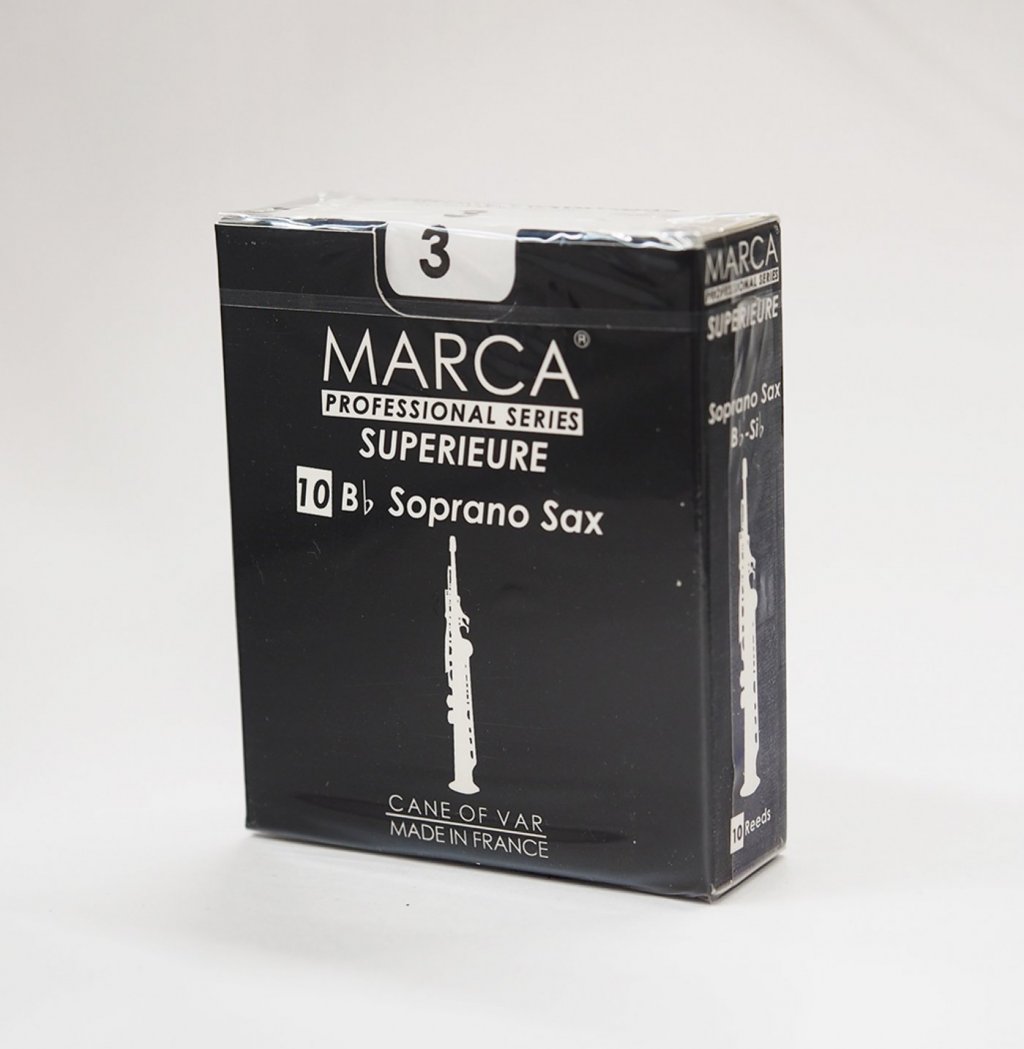 3
MARCA®
PROFESSIONAL SERIES
SUPERIEURE
10 B♭ Soprano Sax
CANE OF VAR
MADE IN FRANCE
MARCA
PROFESSIONAL SERIES
SUPERIEURE
Soprano Sax
B♭-Si♭
10 Reeds